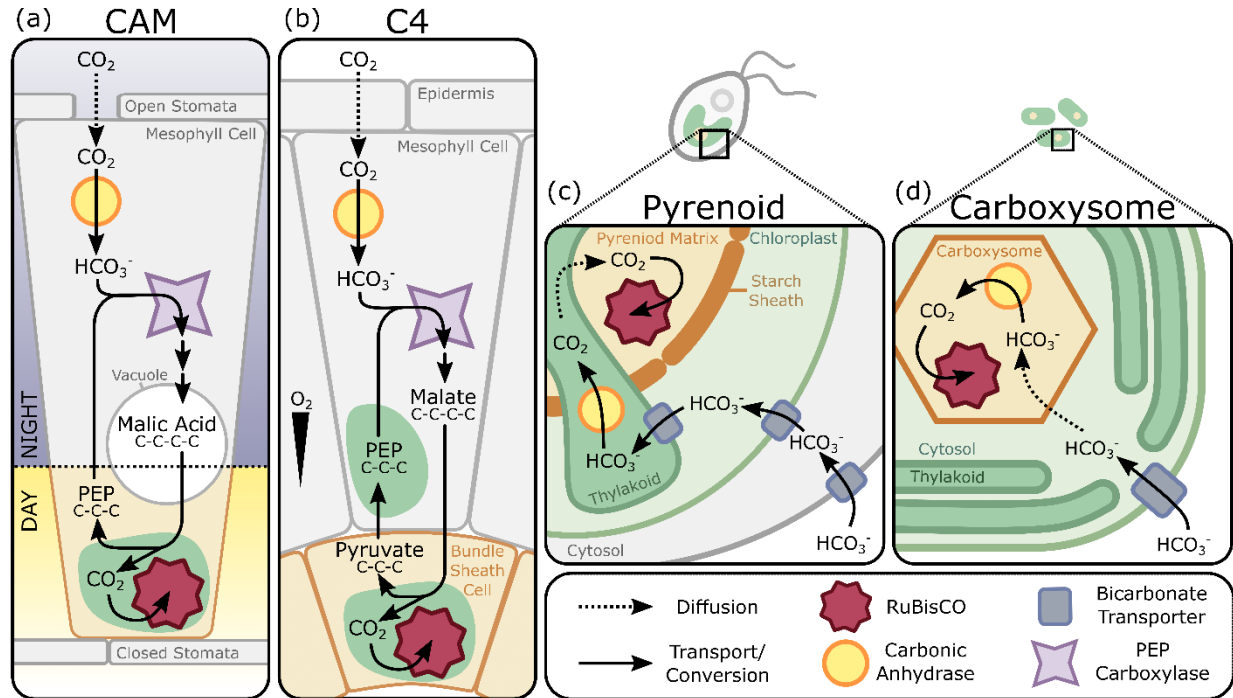 (a) CAM
CO2
Open Stomata
Mesophyll Cell
CO2
HCO3-
Vacuole
Malic Acid
C-C-C-C
NIGHT
DAY
PEP
C-C-C
CO2
Closed Stomata
(b) C4
CO2
Epidermis
Mesophyll Cell
CO2
HCO3-
O2
Malate
C-C-C-C
PEP
C-C-C
Pyruvate
C-C-C
Bundle
Sheath
Cell
CO2
(c) Pyrenoid
Pyreniod Matrix
Chloroplast
CO2
Starch
Sheath
CO2
HCO3-
HCO3-
HCO3-
Thylakoid
Cytosol
HCO3-
(d) Carboxysome
Carboxysome
CO2
HCO3-
HCO3-
Cytosol
Thylakoid
HCO3-
Diffusion
RuBisCO
Bicarbonate
Transporter
Transport/
Conversion
Carbonic
Anhydrase
PEP
Carboxylase